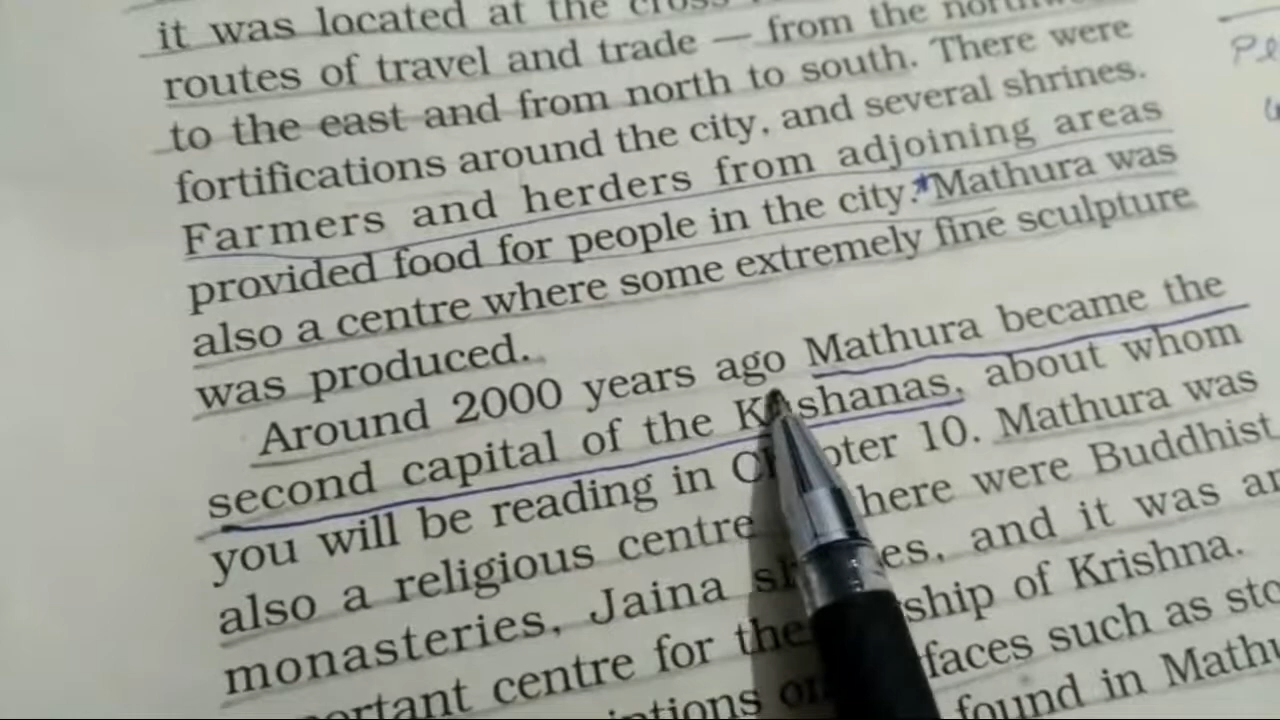 it was located at the cross
routes of travel and trade — from the
to the east and from north to south. There were
fortifications around the city, and several shrines.
Farmers and herders from adjoining areas
provided food for people in the city.*Mathura was
also a centre where some extremely fine sculpture
was produced.
Around 2000 years ago Mathura became the
second capital of the Kushanas, about whom
you will be reading in Chapter 10. Mathura was
also a religious centre here were Buddhist
monasteries, Jaina es, and it was
centre for the ship of Krishna.
faces such as
found in